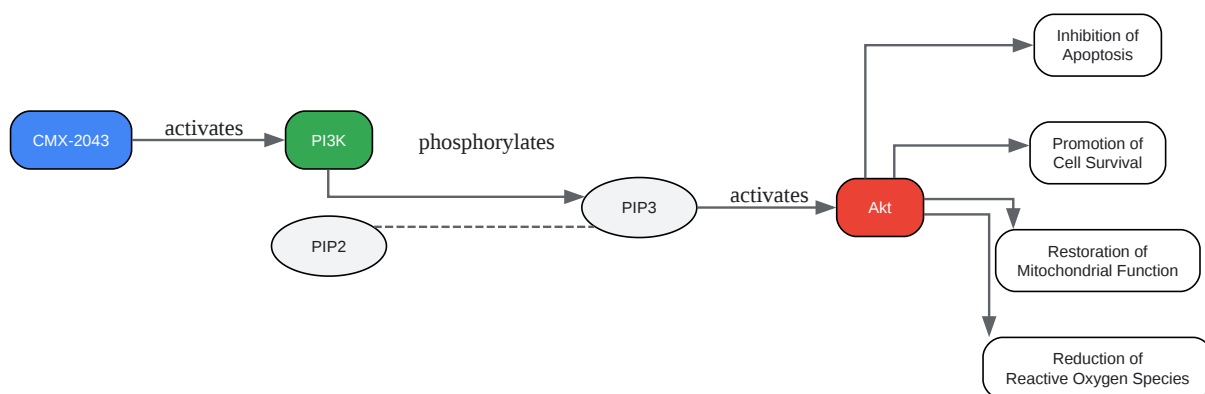 CMX-2043
activates
PI3K
phosphorylates
PIP2
PIP3
activates
Akt
Inhibition of
Apoptosis
Promotion of
Cell Survival
Restoration of
Mitochondrial Function
Reduction of
Reactive Oxygen Species